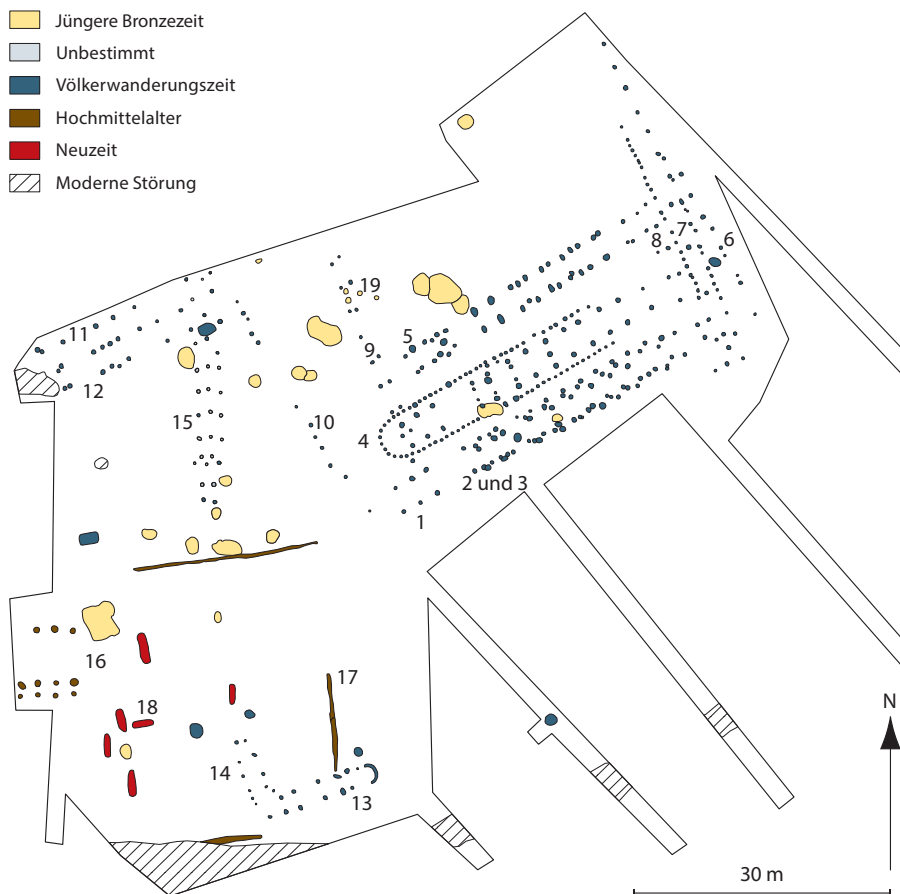 Jüngere Bronzezeit
Unbestimmt
Völkerwanderungszeit
Hochmittelalter
Neuzeit
Moderne Störung
6
7
8
19
11
5
9
12
15
10
4
2 und 3
1
16
17
18
14
13
N
30 m